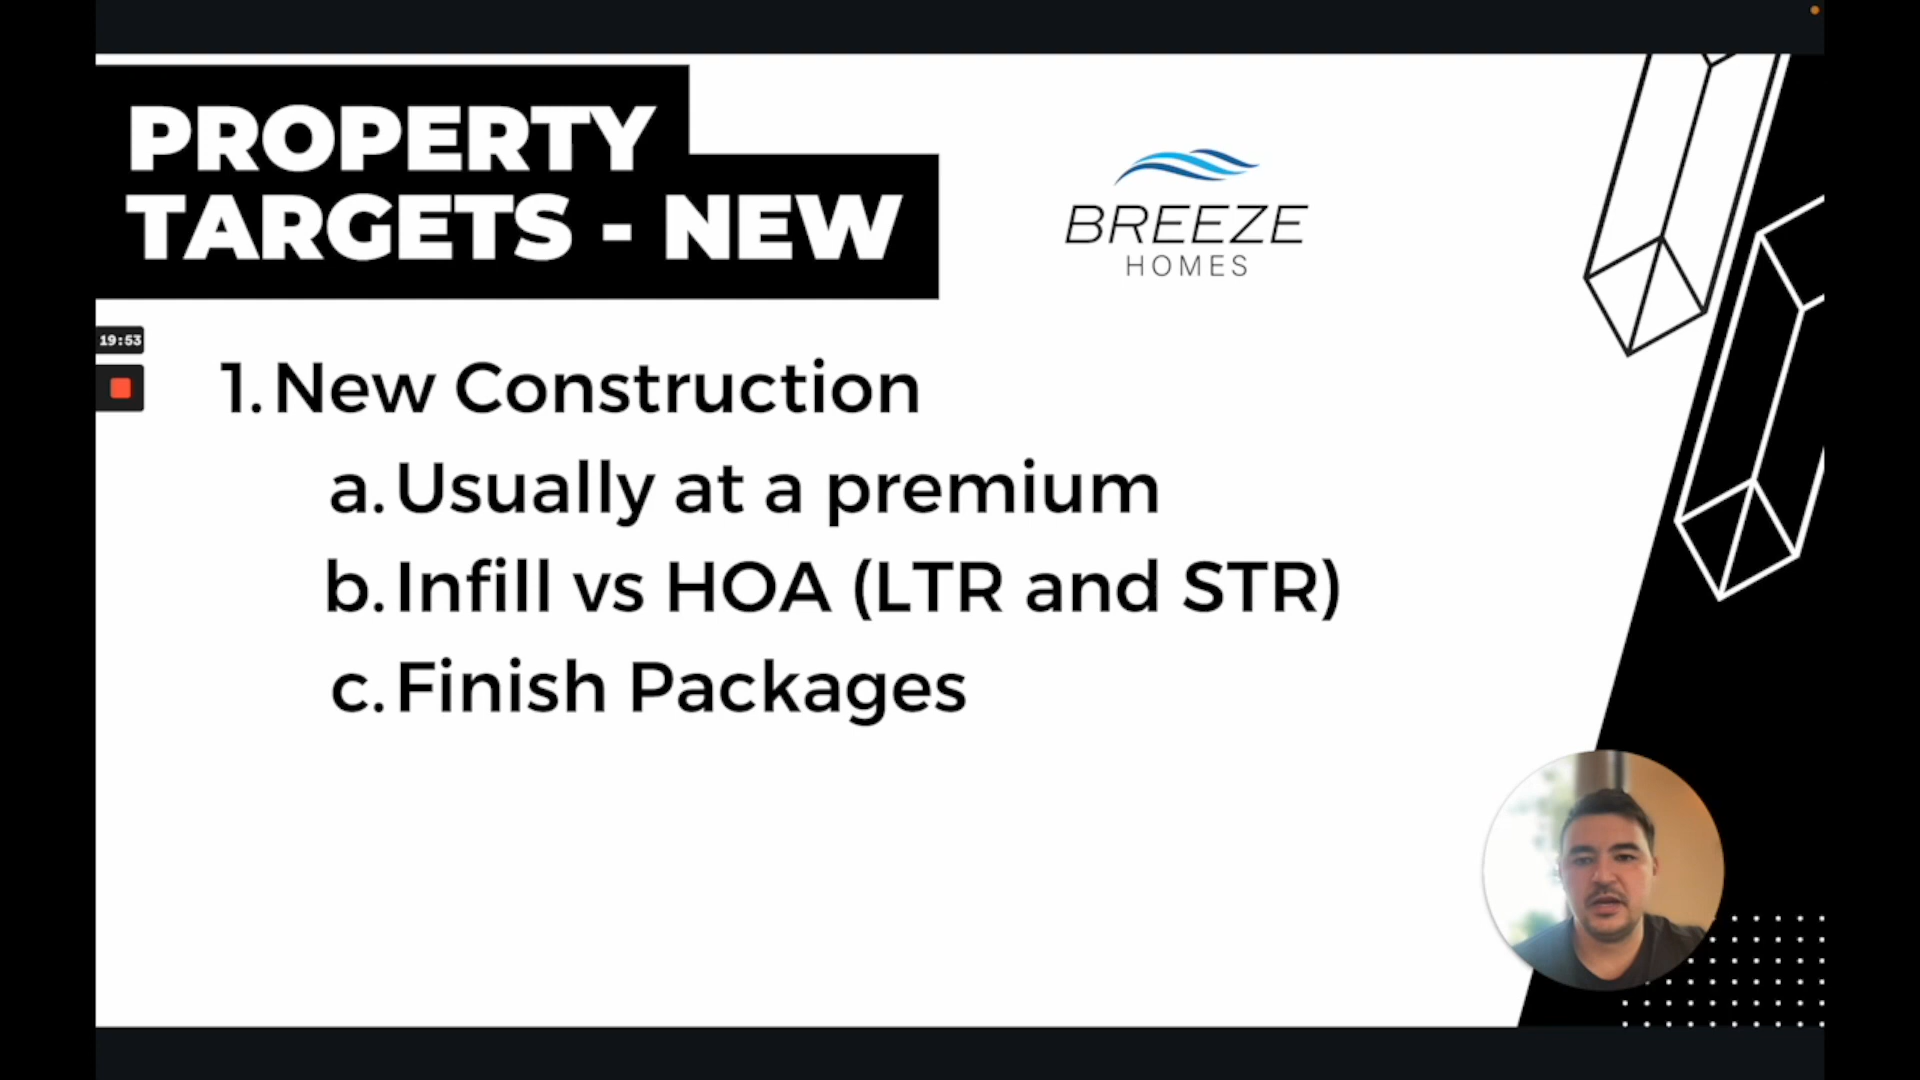 PROPERTY
TARGETS - NEW
BREEZE
HOMES
19:53
1. New Construction
a. Usually at a premium
b. Infill vs HOA (LTR and STR)
c. Finish Packages